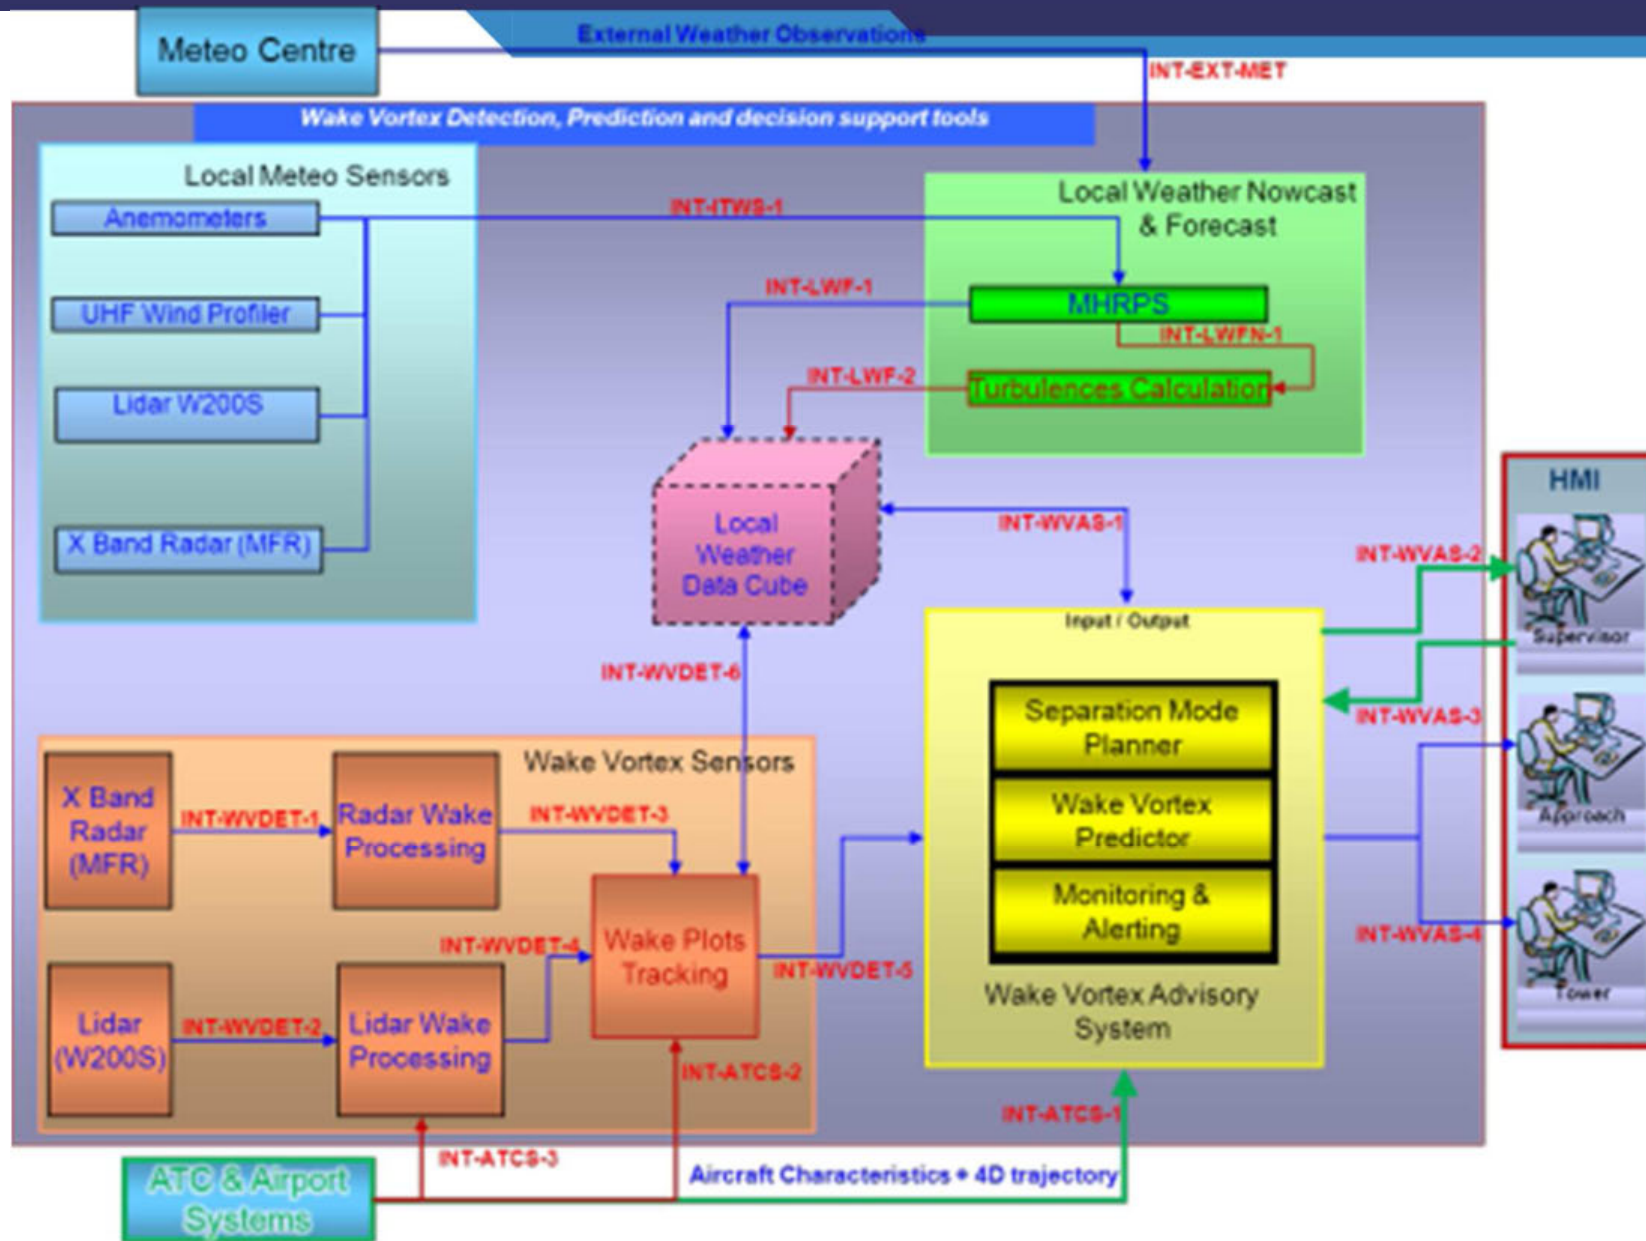 Meteo Centre
External Weather Observations
INT-EXT-MET
Wake Vortex Detection, Prediction and decision support tools
Local Meteo Sensors
Anemometers
UHF Wind Profiler
Lidar W200S
X Band Radar (MFR)
INT-ITWS-1
Local Weather Nowcast
& Forecast
MHRPS
INT-LWFN-1
Turbulences Calculation
INT-LWF-1
INT-LWF-2
Local
Weather
Data Cube
INT-WVAS-1
INT-WVDET-6
HMI
INT-WVAS-2
Supervisor
INT-WVAS-3
Approach
INT-WVAS-4
Tower
Input / Output
Separation Mode
Planner
Wake Vortex
Predictor
Monitoring &
Alerting
Wake Vortex Advisory
System
Wake Vortex Sensors
X Band
Radar
(MFR)
INT-WVDET-1
Radar Wake
Processing
INT-WVDET-3
Lidar
(W200S)
INT-WVDET-2
Lidar Wake
Processing
INT-WVDET-4
Wake Plots
Tracking
INT-WVDET-5
INT-ATCS-2
INT-ATCS-1
INT-ATCS-3
ATC & Airport
Systems
Aircraft Characteristics + 4D trajectory